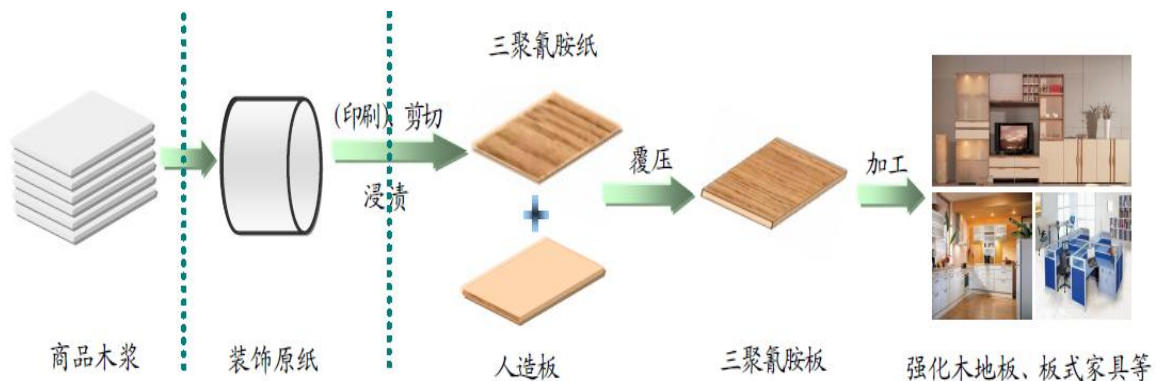 三聚氰胺纸
(印刷)、剪切
浸渍
覆压
加工
商品木浆
装饰原纸
人造板
三聚氰胺板
强化木地板、板式家具等